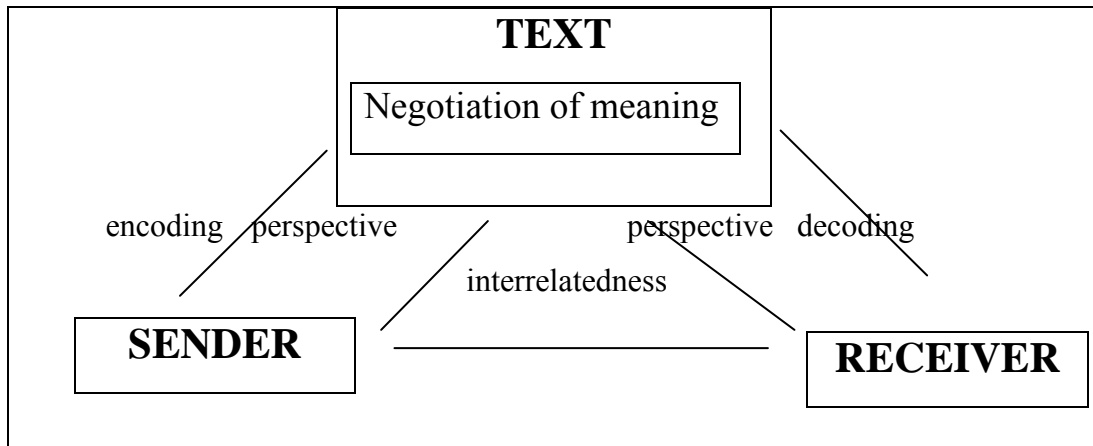 TEXT
Negotiation of meaning
encoding perspective perspective decoding
interrelatedness
SENDER
RECEIVER